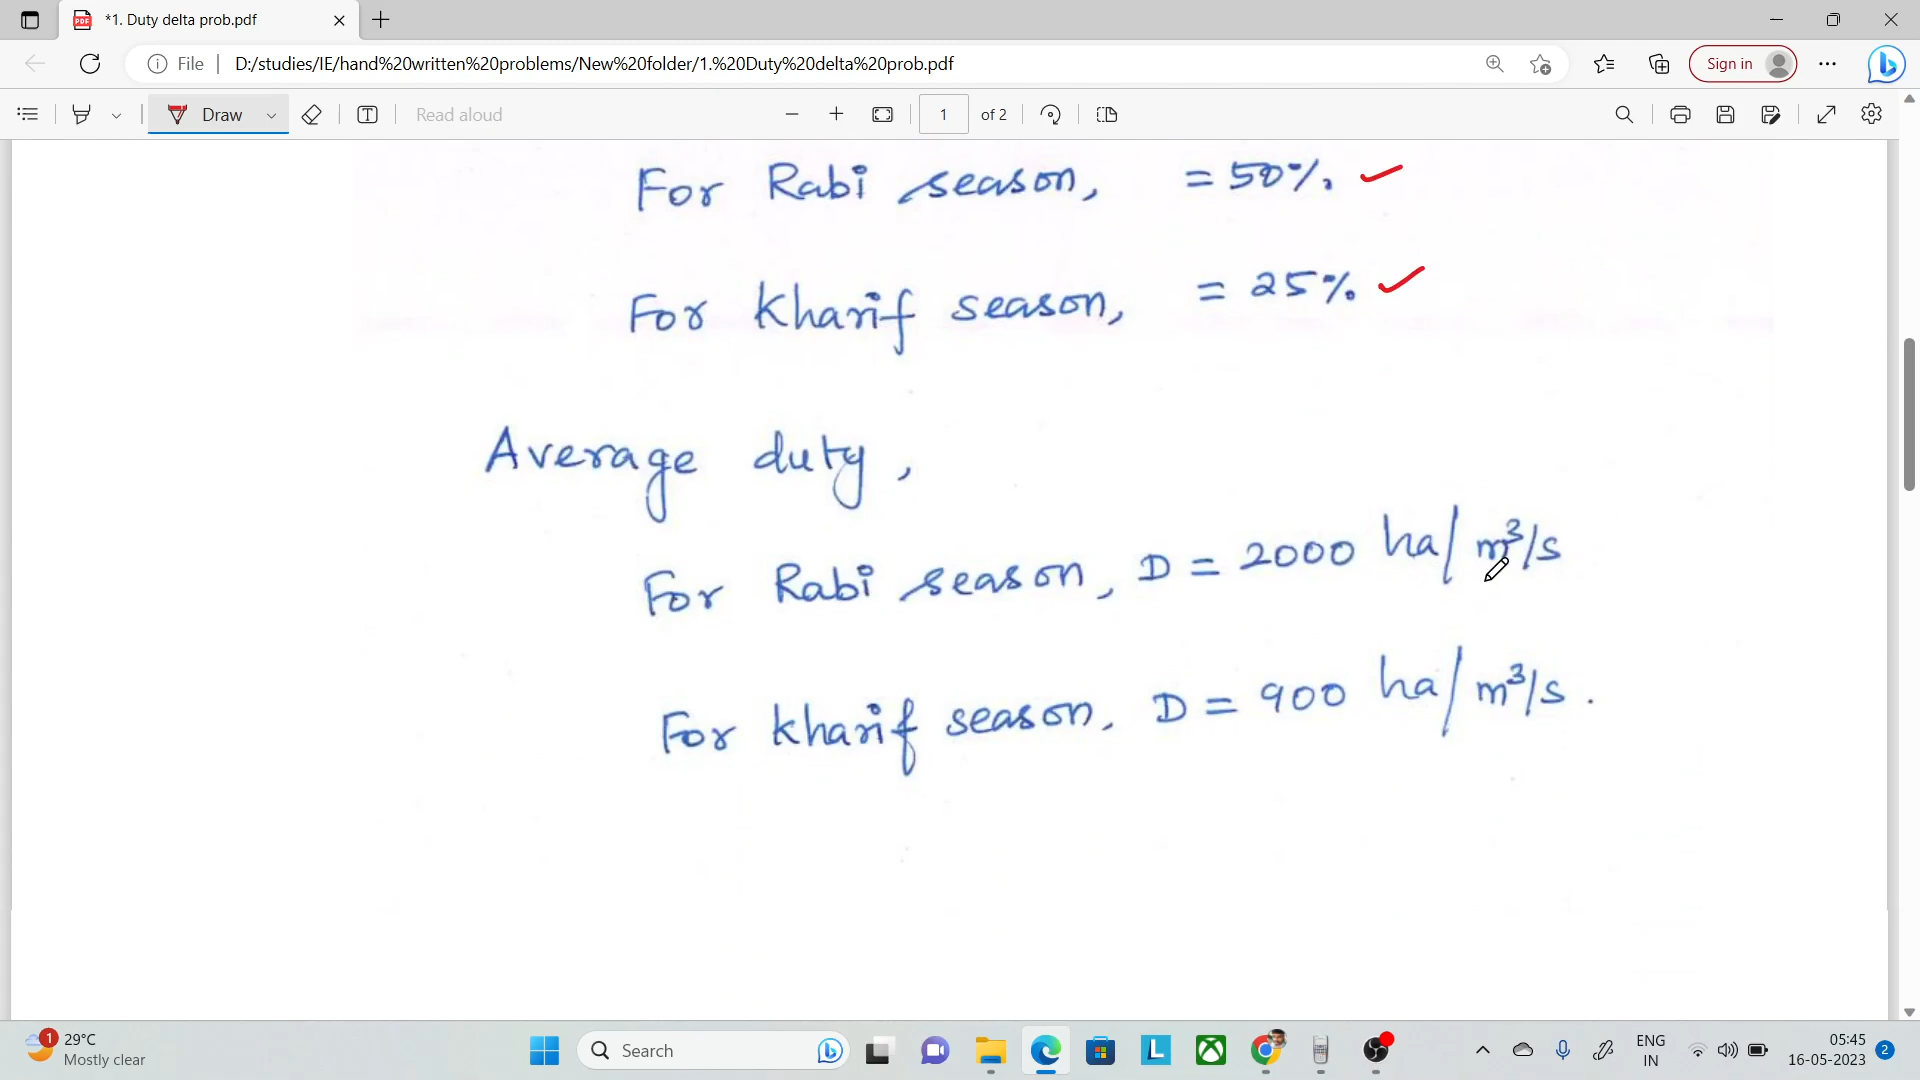 *1. Duty delta prob.pdf
File
D:/studies/IE/hand%20written%20problems/New%20folder/1.%20Duty%20delta%20prob.pdf
Sign in
Draw
Read aloud
1
of 2
For Rabi season, = 50%.
For Kharif season, = 25%.
Average duty,
For Rabi season, D = 2000 ha/m³/s
For kharif season, D = 900 ha/m³/s.
1
29°C
Mostly clear
Search
ENG
IN
05:45
16-05-2023
2